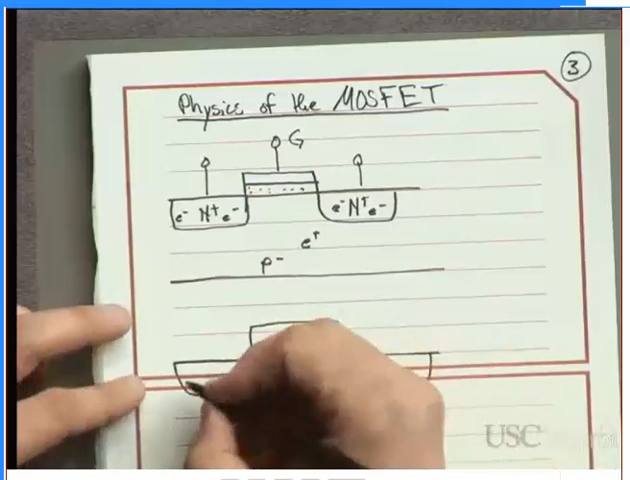 3
Physics of the MOSFET
G
e- N+ e- e- N+ e-
e+
p-
USC